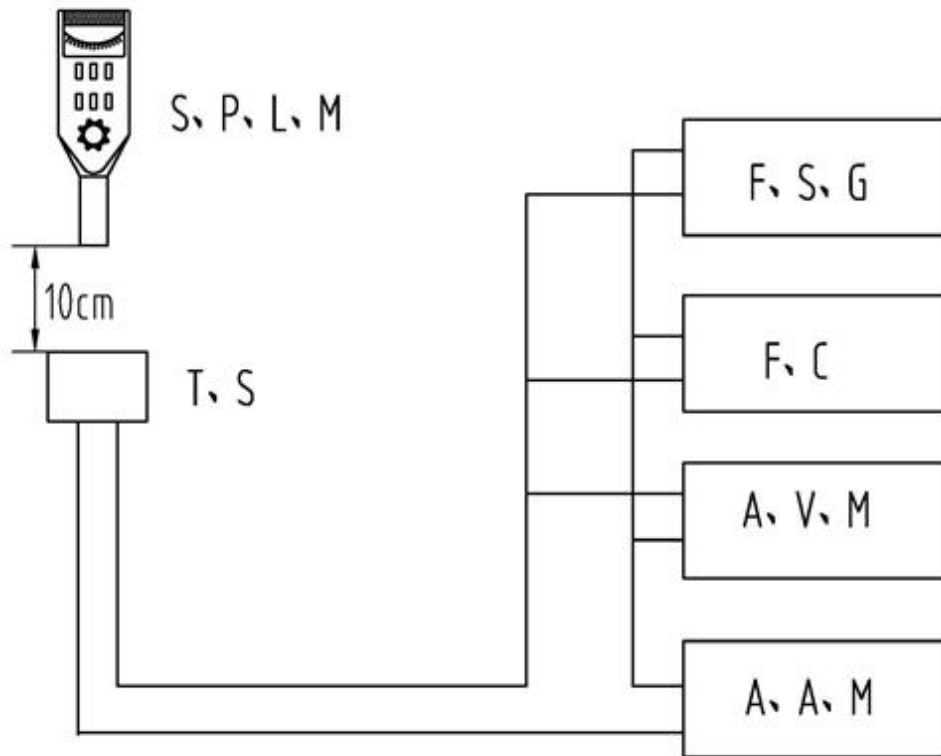 S、P、L、M
F、S、G
10cm
F、C
T、S
A、V、M
A、A、M